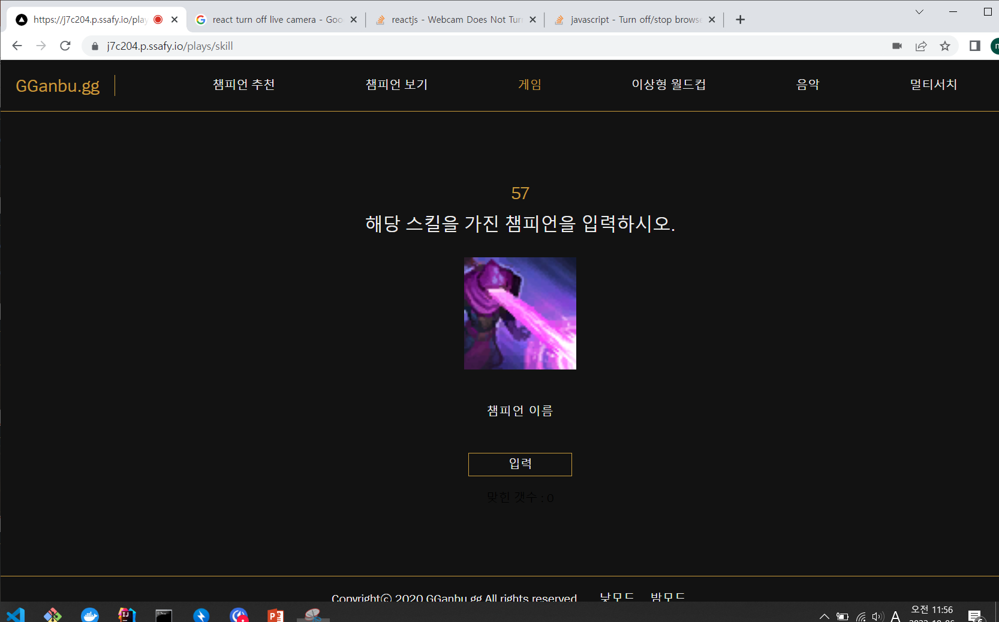 https://j7c204.p.ssafy.io/play
react turn off live camera - Goo
reactjs - Webcam Does Not Tur
javascript - Turn off/stop browse
j7c204.p.ssafy.io/plays/skill
GGanbu.gg
챔피언 추천
챔피언 보기
게임
이상형 월드컵
음악
멀티서치
57
해당 스킬을 가진 챔피언을 입력하시오.
챔피언 이름
입력
맞힌 갯수 : 0
Copyrightⓒ 2020 GGanbu.gg All rights reserved
낮모드
밤모드
A
오전 11:56